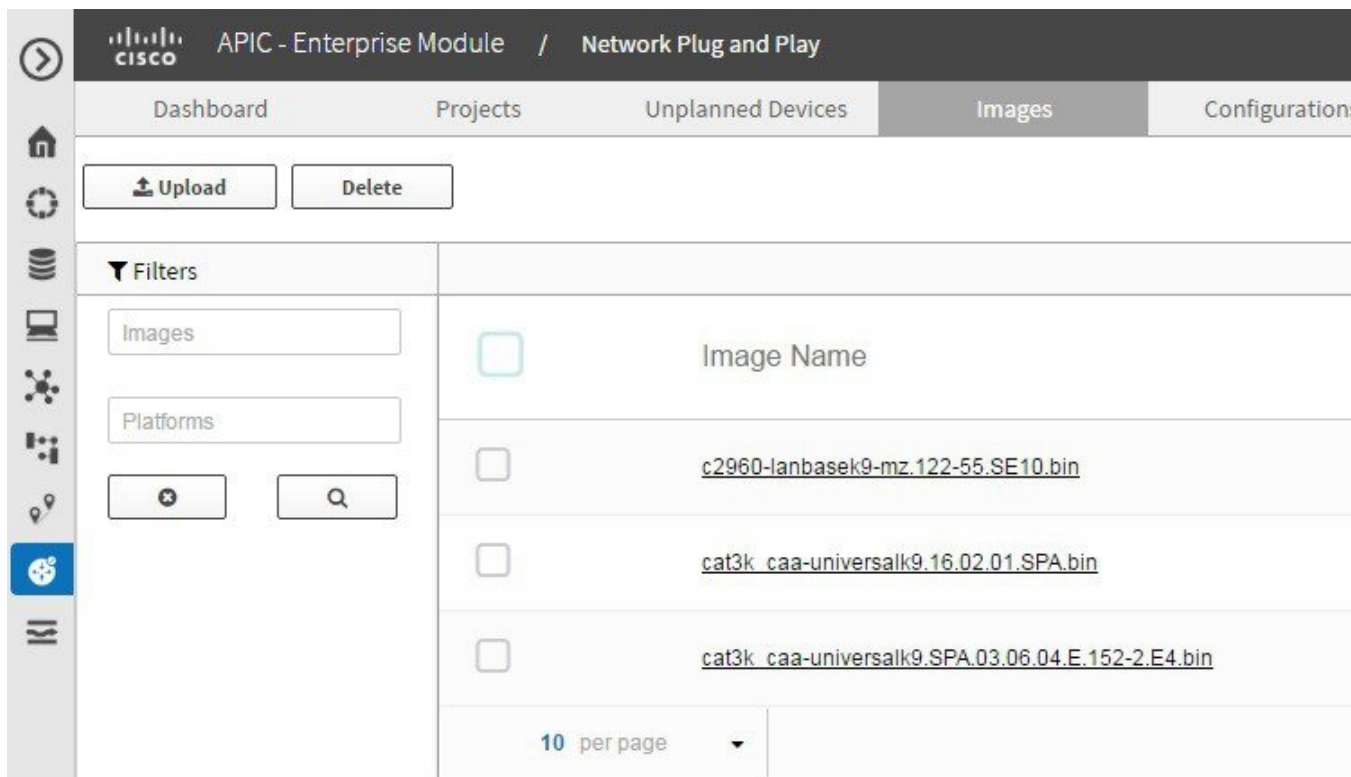 CISCO APIC - Enterprise Module / Network Plug and Play
Dashboard Projects Unplanned Devices Images Configurations
Upload Delete
Filters
Images
Image Name
Platforms
c2960-lanbasek9-mz.122-55.SE10.bin
cat3k_caa-universalk9.16.02.01.SPA.bin
cat3k_caa-universalk9.SPA.03.06.04.E.152-2.E4.bin
10 per page